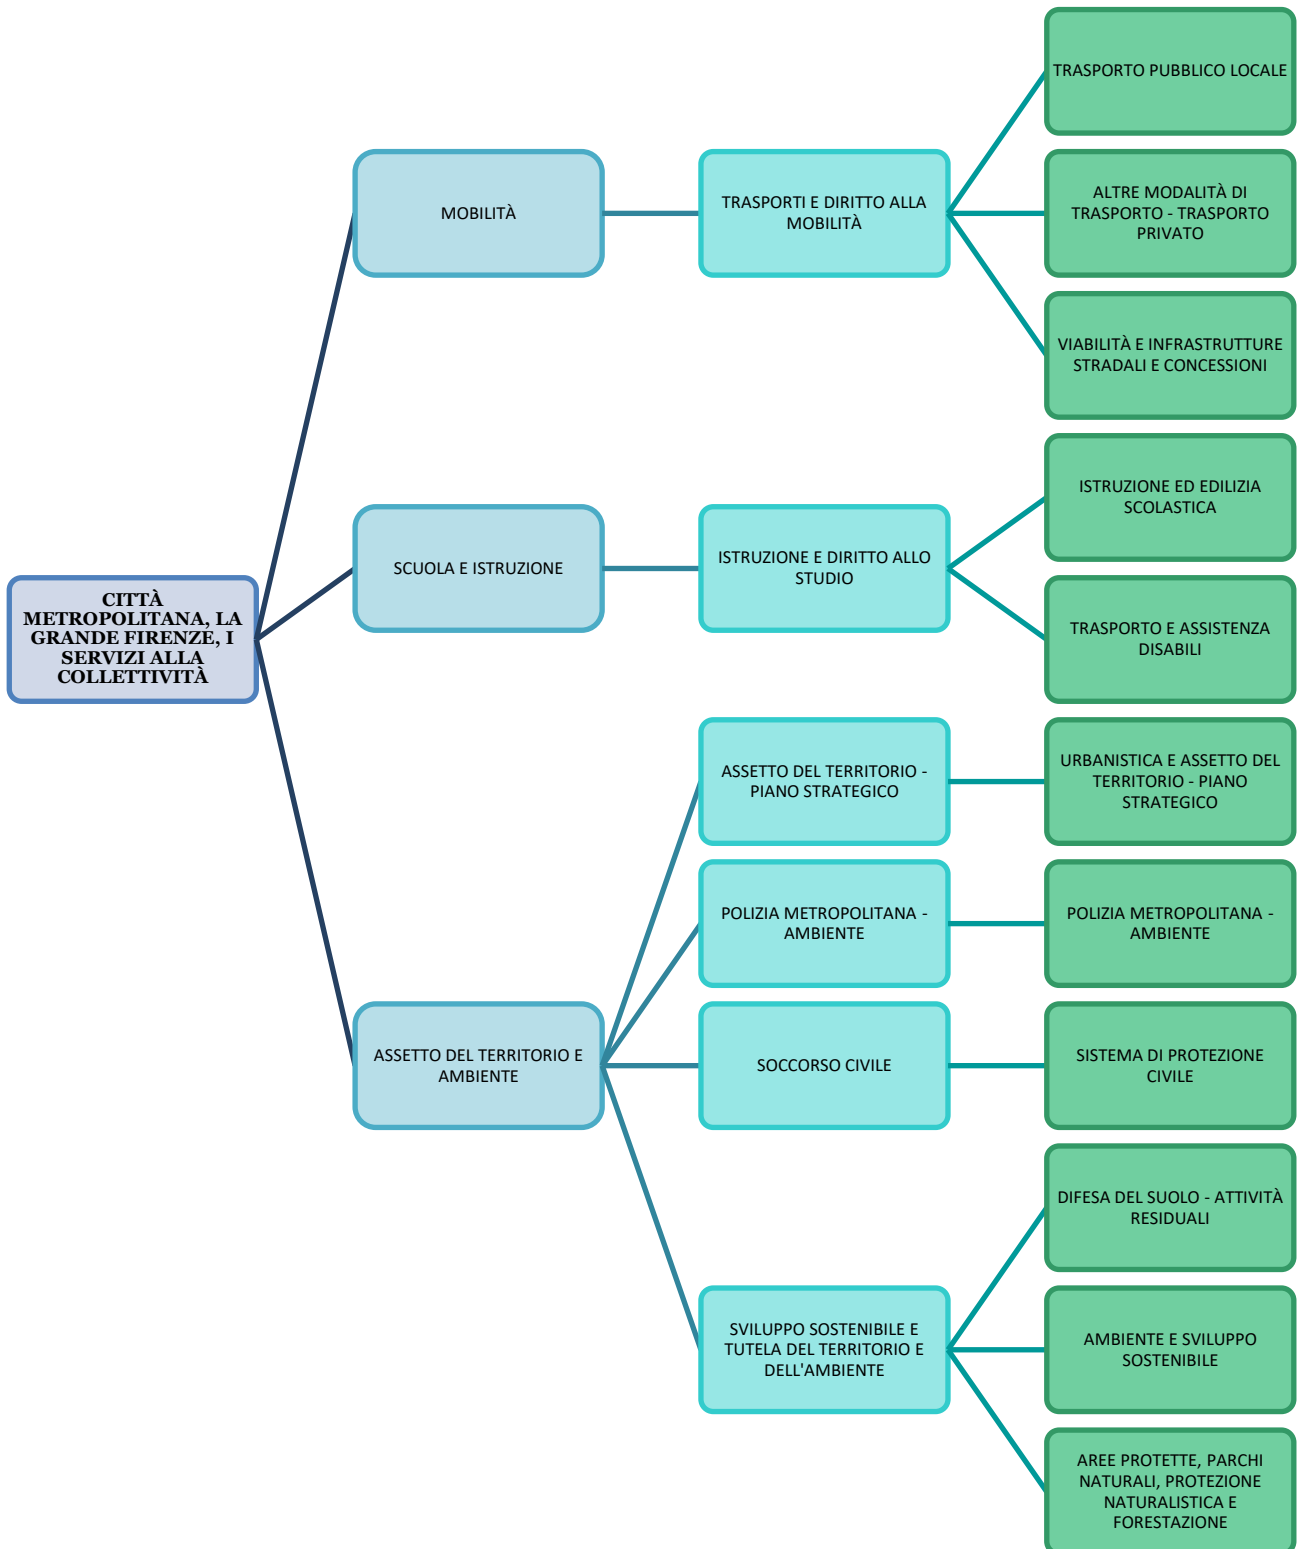 CITTÀ
METROPOLITANA, LA
GRANDE FIRENZE, I
SERVIZI ALLA
COLLETTIVITÀ
MOBILITÀ
TRASPORTI E DIRITTO ALLA
MOBILITÀ
TRASPORTO PUBBLICO LOCALE
ALTRE MODALITÀ DI
TRASPORTO - TRASPORTO
PRIVATO
VIABILITÀ E INFRASTRUTTURE
STRADALI E CONCESSIONI
SCUOLA E ISTRUZIONE
ISTRUZIONE E DIRITTO ALLO
STUDIO
ISTRUZIONE ED EDILIZIA
SCOLASTICA
TRASPORTO E ASSISTENZA
DISABILI
ASSETTO DEL TERRITORIO E
AMBIENTE
ASSETTO DEL TERRITORIO -
PIANO STRATEGICO
URBANISTICA E ASSETTO DEL
TERRITORIO - PIANO
STRATEGICO
POLIZIA METROPOLITANA -
AMBIENTE
POLIZIA METROPOLITANA -
AMBIENTE
SOCCORSO CIVILE
SISTEMA DI PROTEZIONE
CIVILE
SVILUPPO SOSTENIBILE E
TUTELA DEL TERRITORIO E
DELL'AMBIENTE
DIFESA DEL SUOLO - ATTIVITÀ
RESIDUALI
AMBIENTE E SVILUPPO
SOSTENIBILE
AREE PROTETTE, PARCHI
NATURALI, PROTEZIONE
NATURALISTICA E
FORESTAZIONE